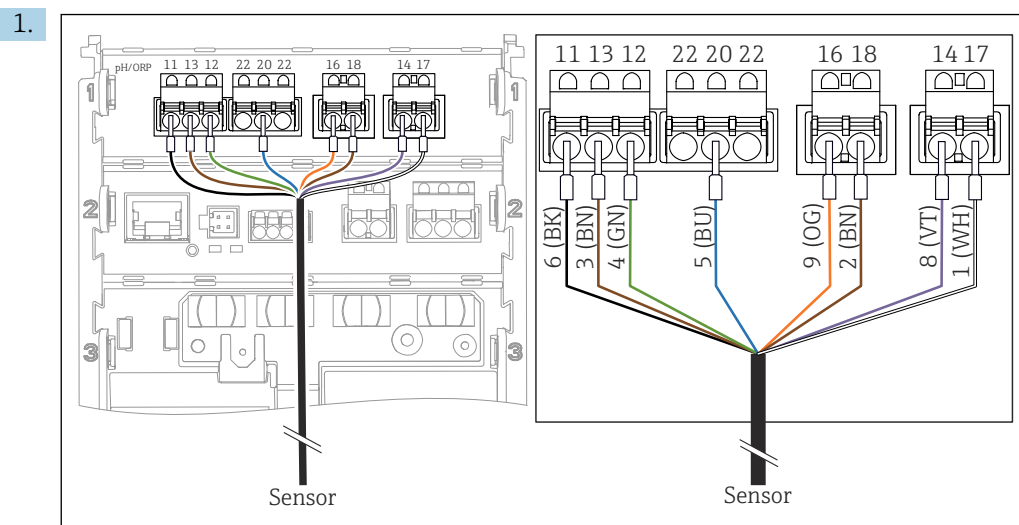 1.
pH/ORP 11 13 12 22 20 22 16 18 14 17
1 1
2 2
3 3
Sensor
11 13 12 22 20 22 16 18 14 17
6 (BK)
3 (BN)
4 (GN)
5 (BU)
9 (OG)
2 (BN)
8 (VT)
1 (WH)
Sensor